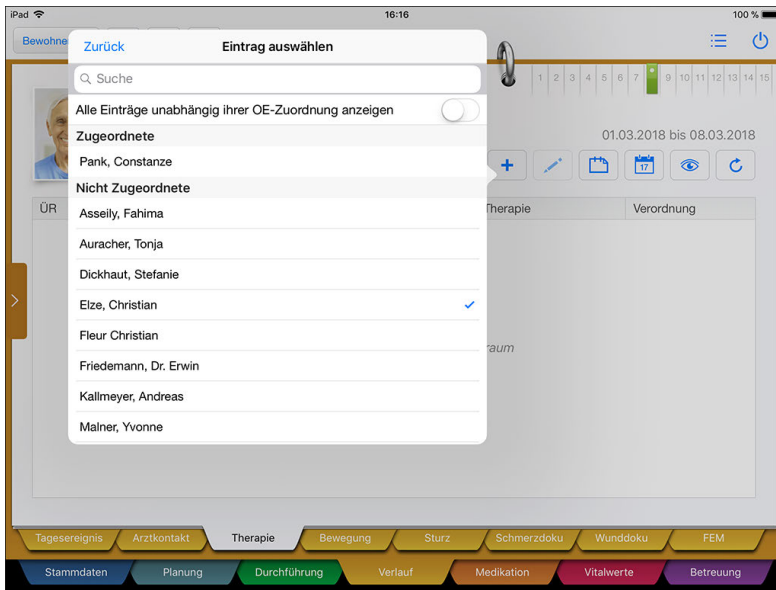 iPad 16:16 100 %
Bewohne
Zurück Eintrag auswählen
Suche
1 2 3 4 5 6 7 8 9 10 11 12 13 14 15
Alle Einträge unabhängig ihrer OE-Zuordnung anzeigen
Zugeordnete
01.03.2018 bis 08.03.2018
Pank, Constanze
17
Nicht Zugeordnete
ÜR Therapie Verordnung
Asseily, Fahima
Auracher, Tonja
Dickhaut, Stefanie
Elze, Christian
Fleur Christian
raum
Friedemann, Dr. Erwin
Kallmeyer, Andreas
Malner, Yvonne
Tagesereignis Arztkontakt Therapie Bewegung Sturz Schmerzdoku Wunddoku FEM
Stammdaten Planung Durchführung Verlauf Medikation Vitalwerte Betreuung